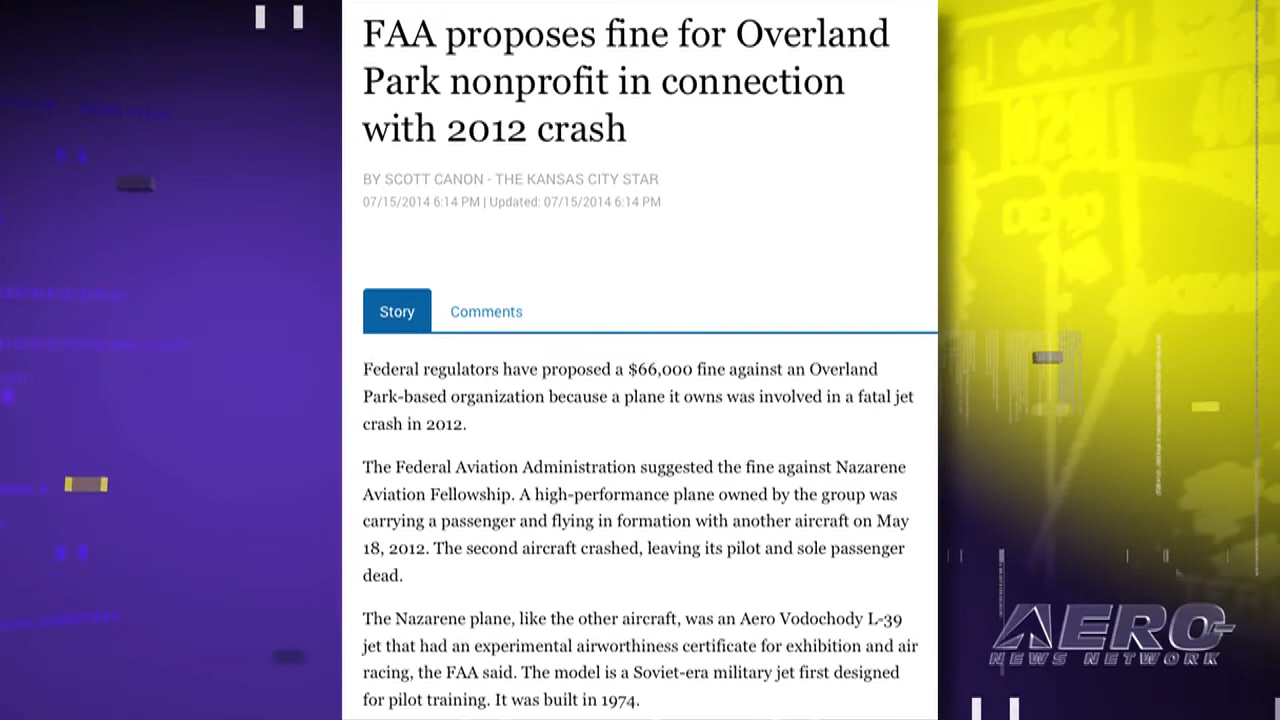 FAA proposes fine for Overland
Park nonprofit in connection
with 2012 crash
BY SCOTT CANON - THE KANSAS CITY STAR
07/15/2014 6:14 PM | Updated: 07/15/2014 6:14 PM
Story
Comments
Federal regulators have proposed a $66,000 fine against an Overland
Park-based organization because a plane it owns was involved in a fatal jet
crash in 2012.
The Federal Aviation Administration suggested the fine against Nazarene
Aviation Fellowship. A high-performance plane owned by the group was
carrying a passenger and flying in formation with another aircraft on May
18, 2012. The second aircraft crashed, leaving its pilot and sole passenger
dead.
The Nazarene plane, like the other aircraft, was an Aero Vodochody L-39
jet that had an experimental airworthiness certificate for exhibition and air
racing, the FAA said. The model is a Soviet-era military jet first designed
for pilot training. It was built in 1974.
AERO-
NEWS NETWORK